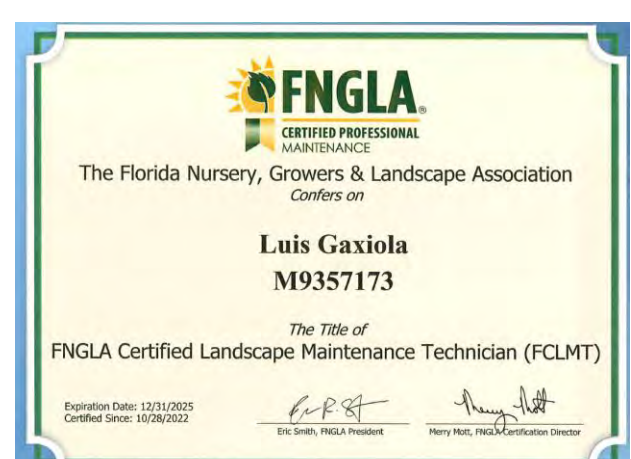 FNGLA®
CERTIFIED PROFESSIONAL
MAINTENANCE
The Florida Nursery, Growers & Landscape Association
Confers on
Luis Gaxiola
M9357173
The Title of
FNGLA Certified Landscape Maintenance Technician (FCLMT)
Expiration Date: 12/31/2025
Certified Since: 10/28/2022
Eric Smith, FNGLA President
Merry Mott, FNGLA Certification Director